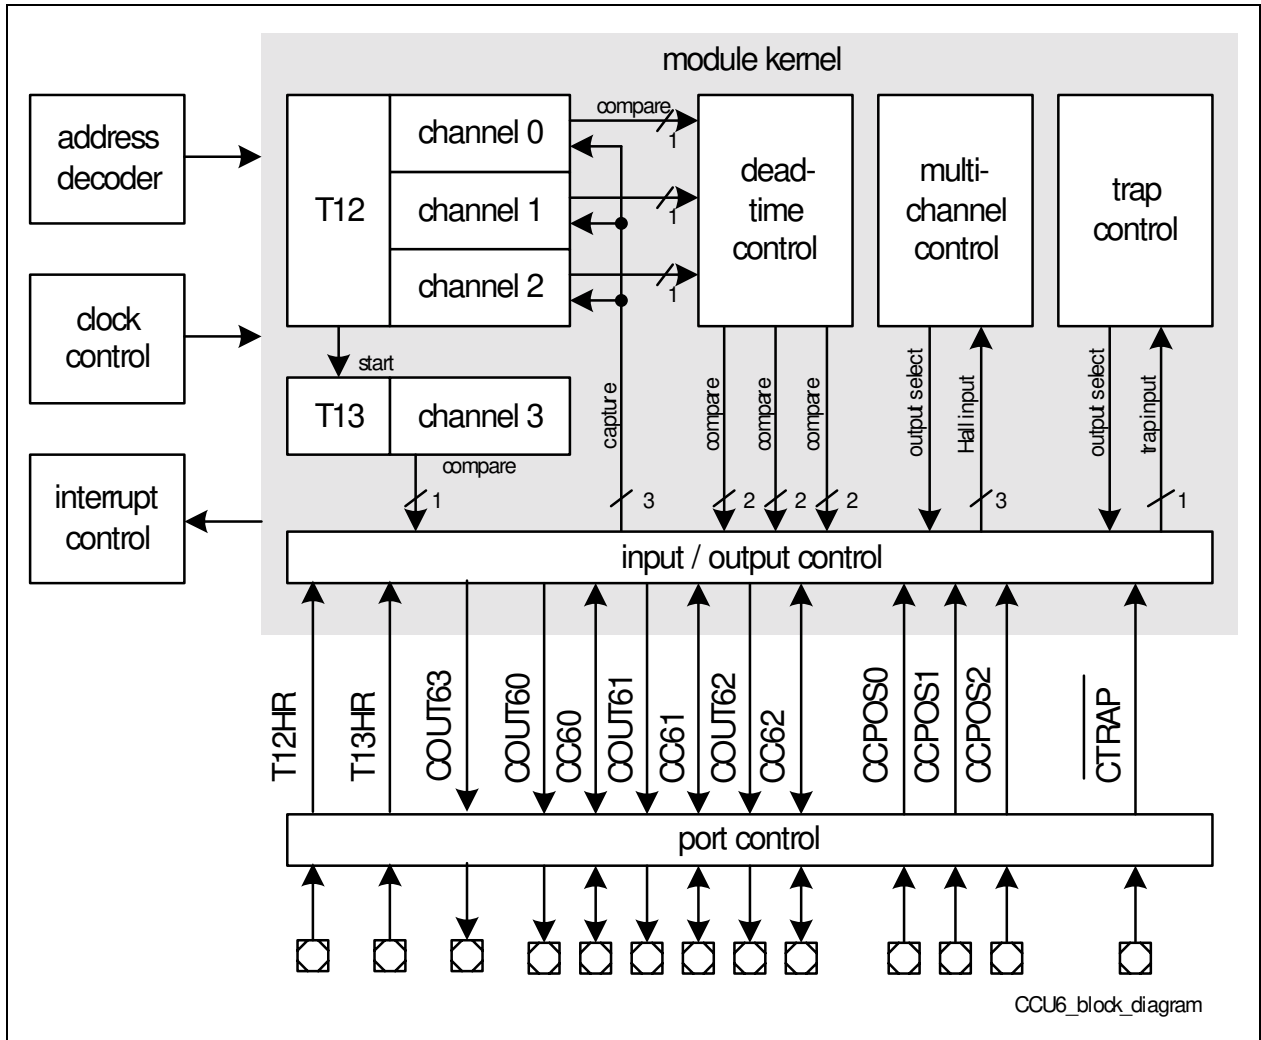 module kernel
address
decoder
clock
control
interrupt
control
T12
channel 0
channel 1
channel 2
compare
1
1
1
dead-
time
control
multi-
channel
control
trap
control
start
T13
channel 3
compare
1
capture
3
compare
2
compare
2
compare
2
output select
Hall input
3
output select
trap input
1
input / output control
T12HR
T13HR
COUT63
COUT60
CC60
COUT61
CC61
COUT62
CC62
CCPOS0
CCPOS1
CCPOS2
CTRAP
port control
CCU6_block_diagram